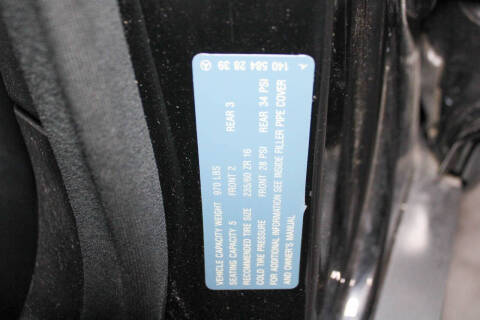 140 584 28 39
VEHICLE CAPACITY WEIGHT 970 LBS
SEATING CAPACITY 5 FRONT 2 REAR 3
RECOMMENDED TIRE SIZE 235/60 ZR 16
COLD TIRE PRESSURE FRONT 28 PSI REAR 34 PSI
FOR ADDITIONAL INFORMATION SEE INSIDE FILLER PIPE COVER
AND OWNER'S MANUAL